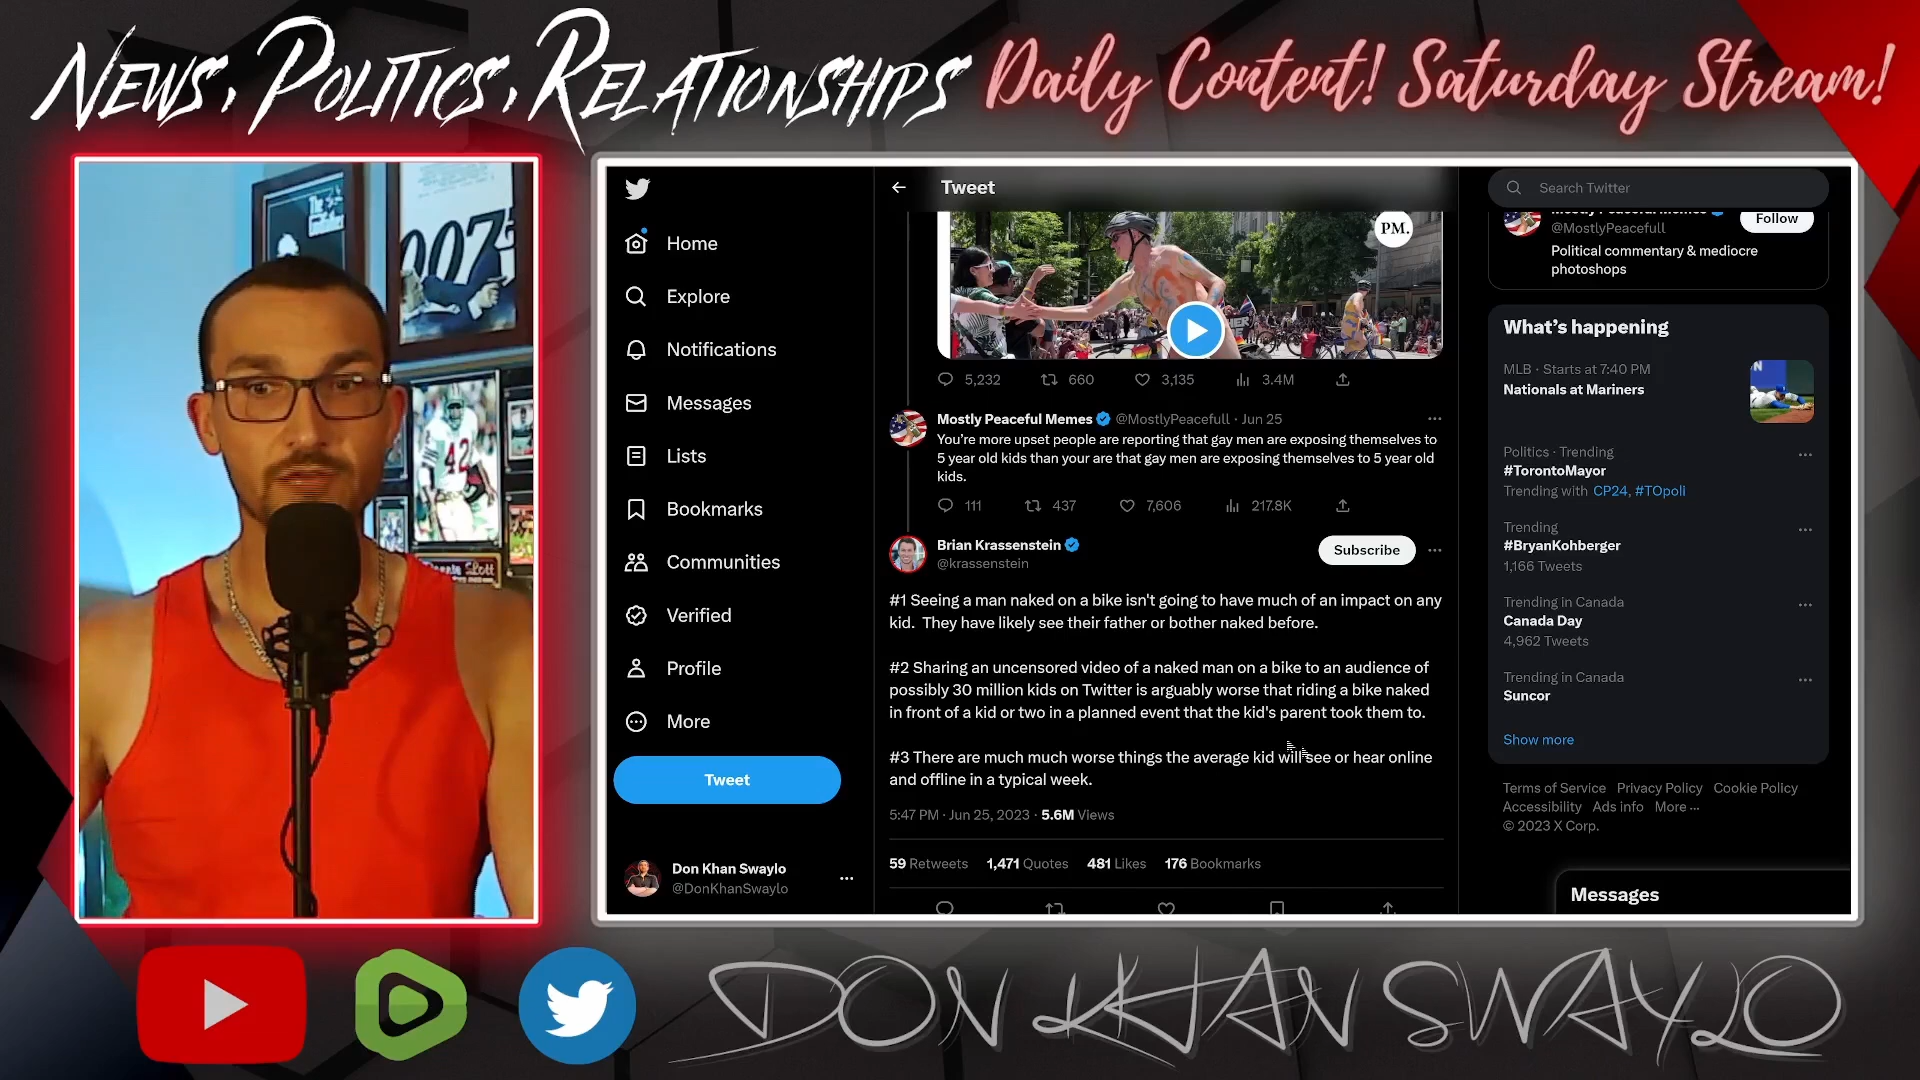 NEWS, POLITICS, RELATIONSHIPS Daily Content! Saturday Stream!
The Godfather
007
42
Home
Explore
Notifications
Messages
Lists
Bookmarks
Communities
Verified
Profile
More
Tweet
Don Khan Swaylo
@DonKhanSwaylo
Tweet
PM.
5,232 660 3,135 3.4M
Mostly Peaceful Memes @MostlyPeacefull · Jun 25
You're more upset people are reporting that gay men are exposing themselves to
5 year old kids than your are that gay men are exposing themselves to 5 year old
kids.
111 437 7,606 217.8K
Brian Krassenstein
@krassenstein
Subscribe
#1 Seeing a man naked on a bike isn't going to have much of an impact on any
kid. They have likely see their father or bother naked before.
#2 Sharing an uncensored video of a naked man on a bike to an audience of
possibly 30 million kids on Twitter is arguably worse that riding a bike naked
in front of a kid or two in a planned event that the kid's parent took them to.
#3 There are much much worse things the average kid will see or hear online
and offline in a typical week.
5:47 PM · Jun 25, 2023 · 5.6M Views
59 Retweets 1,471 Quotes 481 Likes 176 Bookmarks
Search Twitter
Mostly Peaceful Memes
@MostlyPeacefull
Follow
Political commentary & mediocre
photoshops
What's happening
MLB · Starts at 7:40 PM
Nationals at Mariners
Politics · Trending
#TorontoMayor
Trending with CP24, #TOpoli
Trending
#BryanKohberger
1,166 Tweets
Trending in Canada
Canada Day
4,962 Tweets
Trending in Canada
Suncor
Show more
Terms of Service Privacy Policy Cookie Policy
Accessibility Ads info More ···
© 2023 X Corp.
Messages
DON KHAN SWAYLO